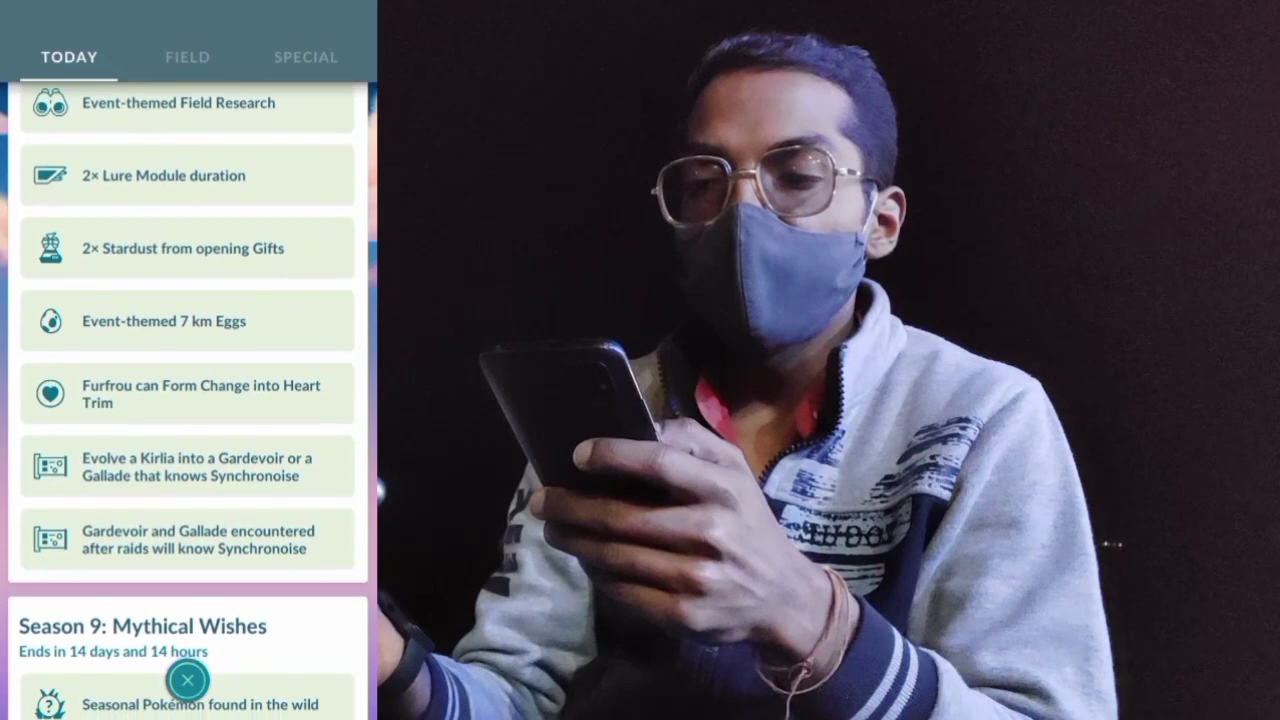 TODAY
FIELD
SPECIAL
Event-themed Field Research
2× Lure Module duration
2× Stardust from opening Gifts
Event-themed 7 km Eggs
Furfrou can Form Change into Heart
Trim
Evolve a Kirlia into a Gardevoir or a
Gallade that knows Synchronoise
Gardevoir and Gallade encountered
after raids will know Synchronoise
Season 9: Mythical Wishes
Ends in 14 days and 14 hours
Seasonal Pokémon found in the wild